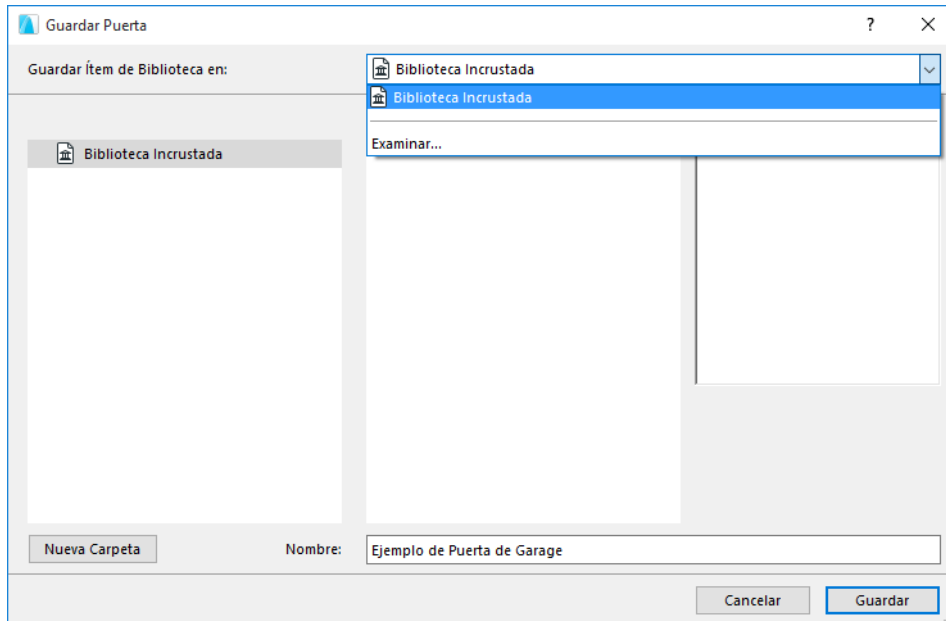 Guardar Puerta
Guardar Ítem de Biblioteca en:
Biblioteca Incrustada
Biblioteca Incrustada
Examinar...
Biblioteca Incrustada
Nueva Carpeta
Nombre:
Ejemplo de Puerta de Garage
Cancelar
Guardar